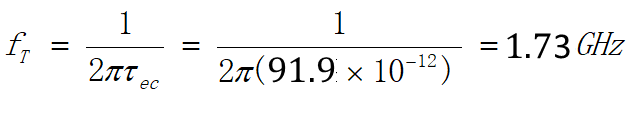 f_T = 1/(2πτ_ec) = 1/(2π(91.9 × 10^-12)) = 1.73 GHz